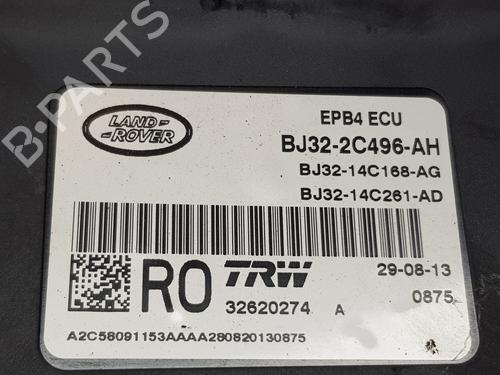 B-PARTS
LAND-
ROVER
EPB4 ECU
BJ32-2C496-AH
BJ32-14C168-AG
BJ32-14C261-AD
RO TRW 29-08-13
32620274 A 0875
A2C58091153AAAA280820130875